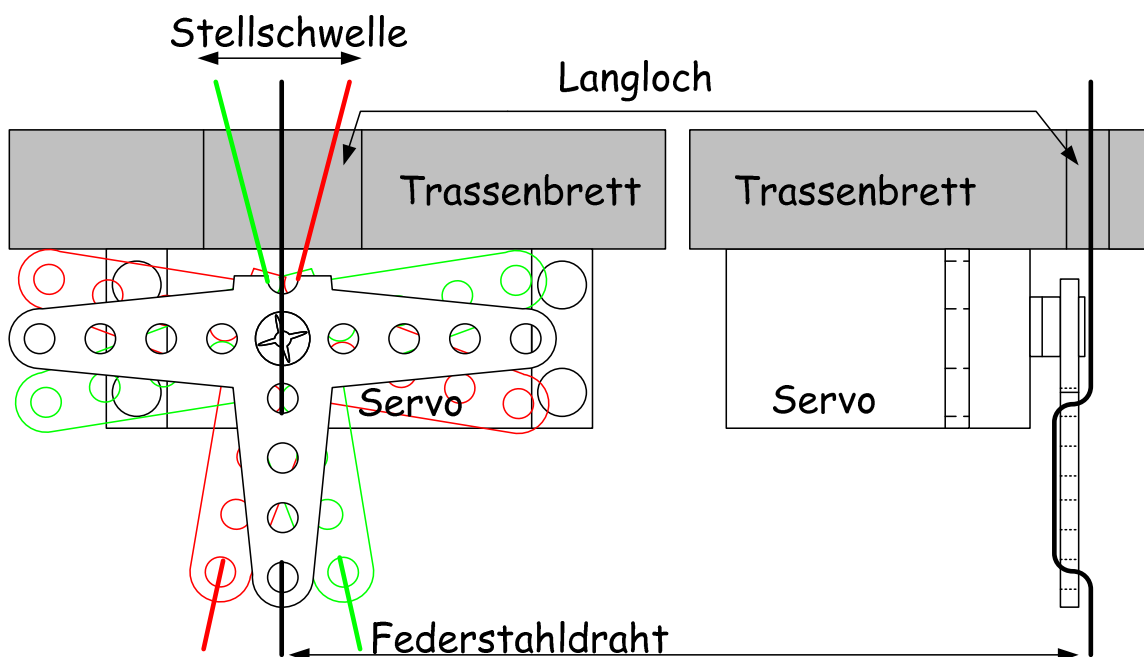 Stellschwelle
Langloch
Trassenbrett
Trassenbrett
Servo
Servo
Federstahldraht